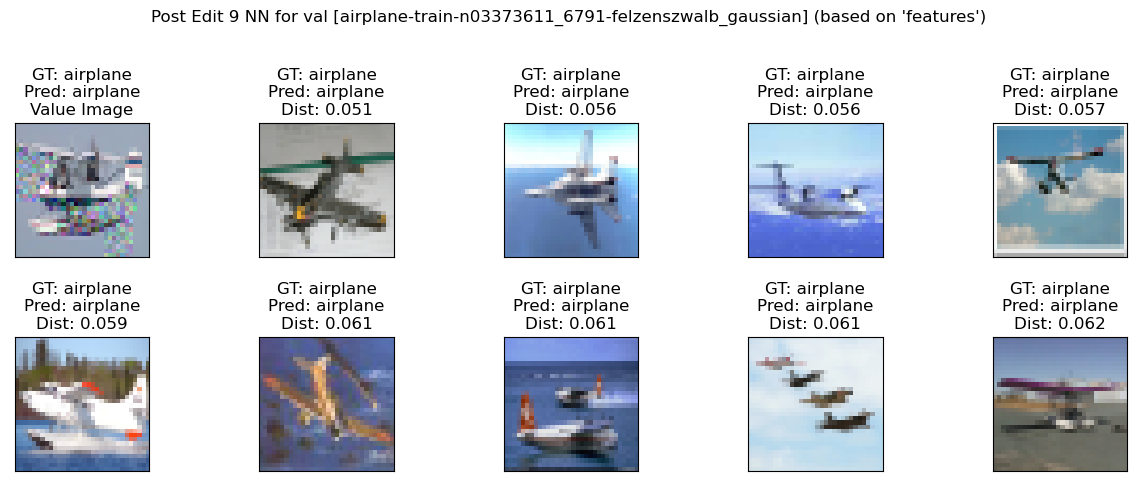 Post Edit 9 NN for val [airplane-train-n03373611_6791-felzenszwalb_gaussian] (based on 'features')
GT: airplane
Pred: airplane
Value Image
GT: airplane
Pred: airplane
Dist: 0.051
GT: airplane
Pred: airplane
Dist: 0.056
GT: airplane
Pred: airplane
Dist: 0.056
GT: airplane
Pred: airplane
Dist: 0.057
GT: airplane
Pred: airplane
Dist: 0.059
GT: airplane
Pred: airplane
Dist: 0.061
GT: airplane
Pred: airplane
Dist: 0.061
GT: airplane
Pred: airplane
Dist: 0.061
GT: airplane
Pred: airplane
Dist: 0.062